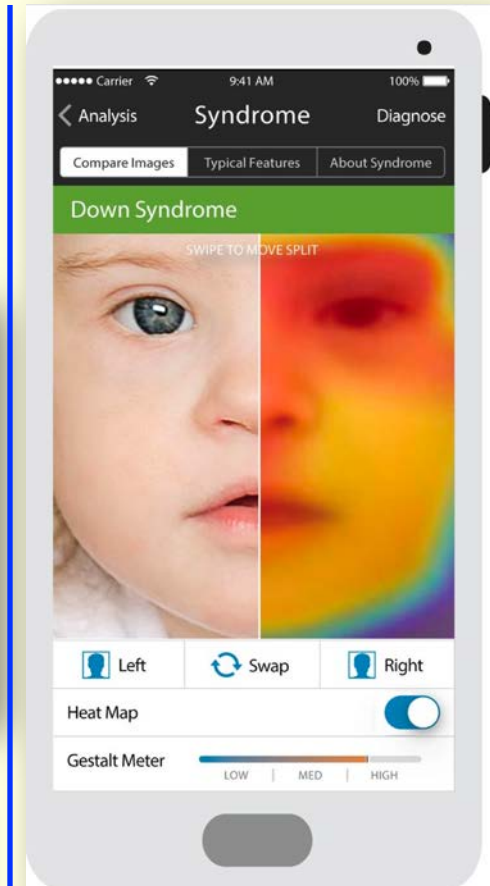 Carrier 9:41 AM 100%
Analysis Syndrome Diagnose
Compare Images Typical Features About Syndrome
Down Syndrome
SWIPE TO MOVE SPLIT
Left Swap Right
Heat Map
Gestalt Meter
LOW | MED | HIGH